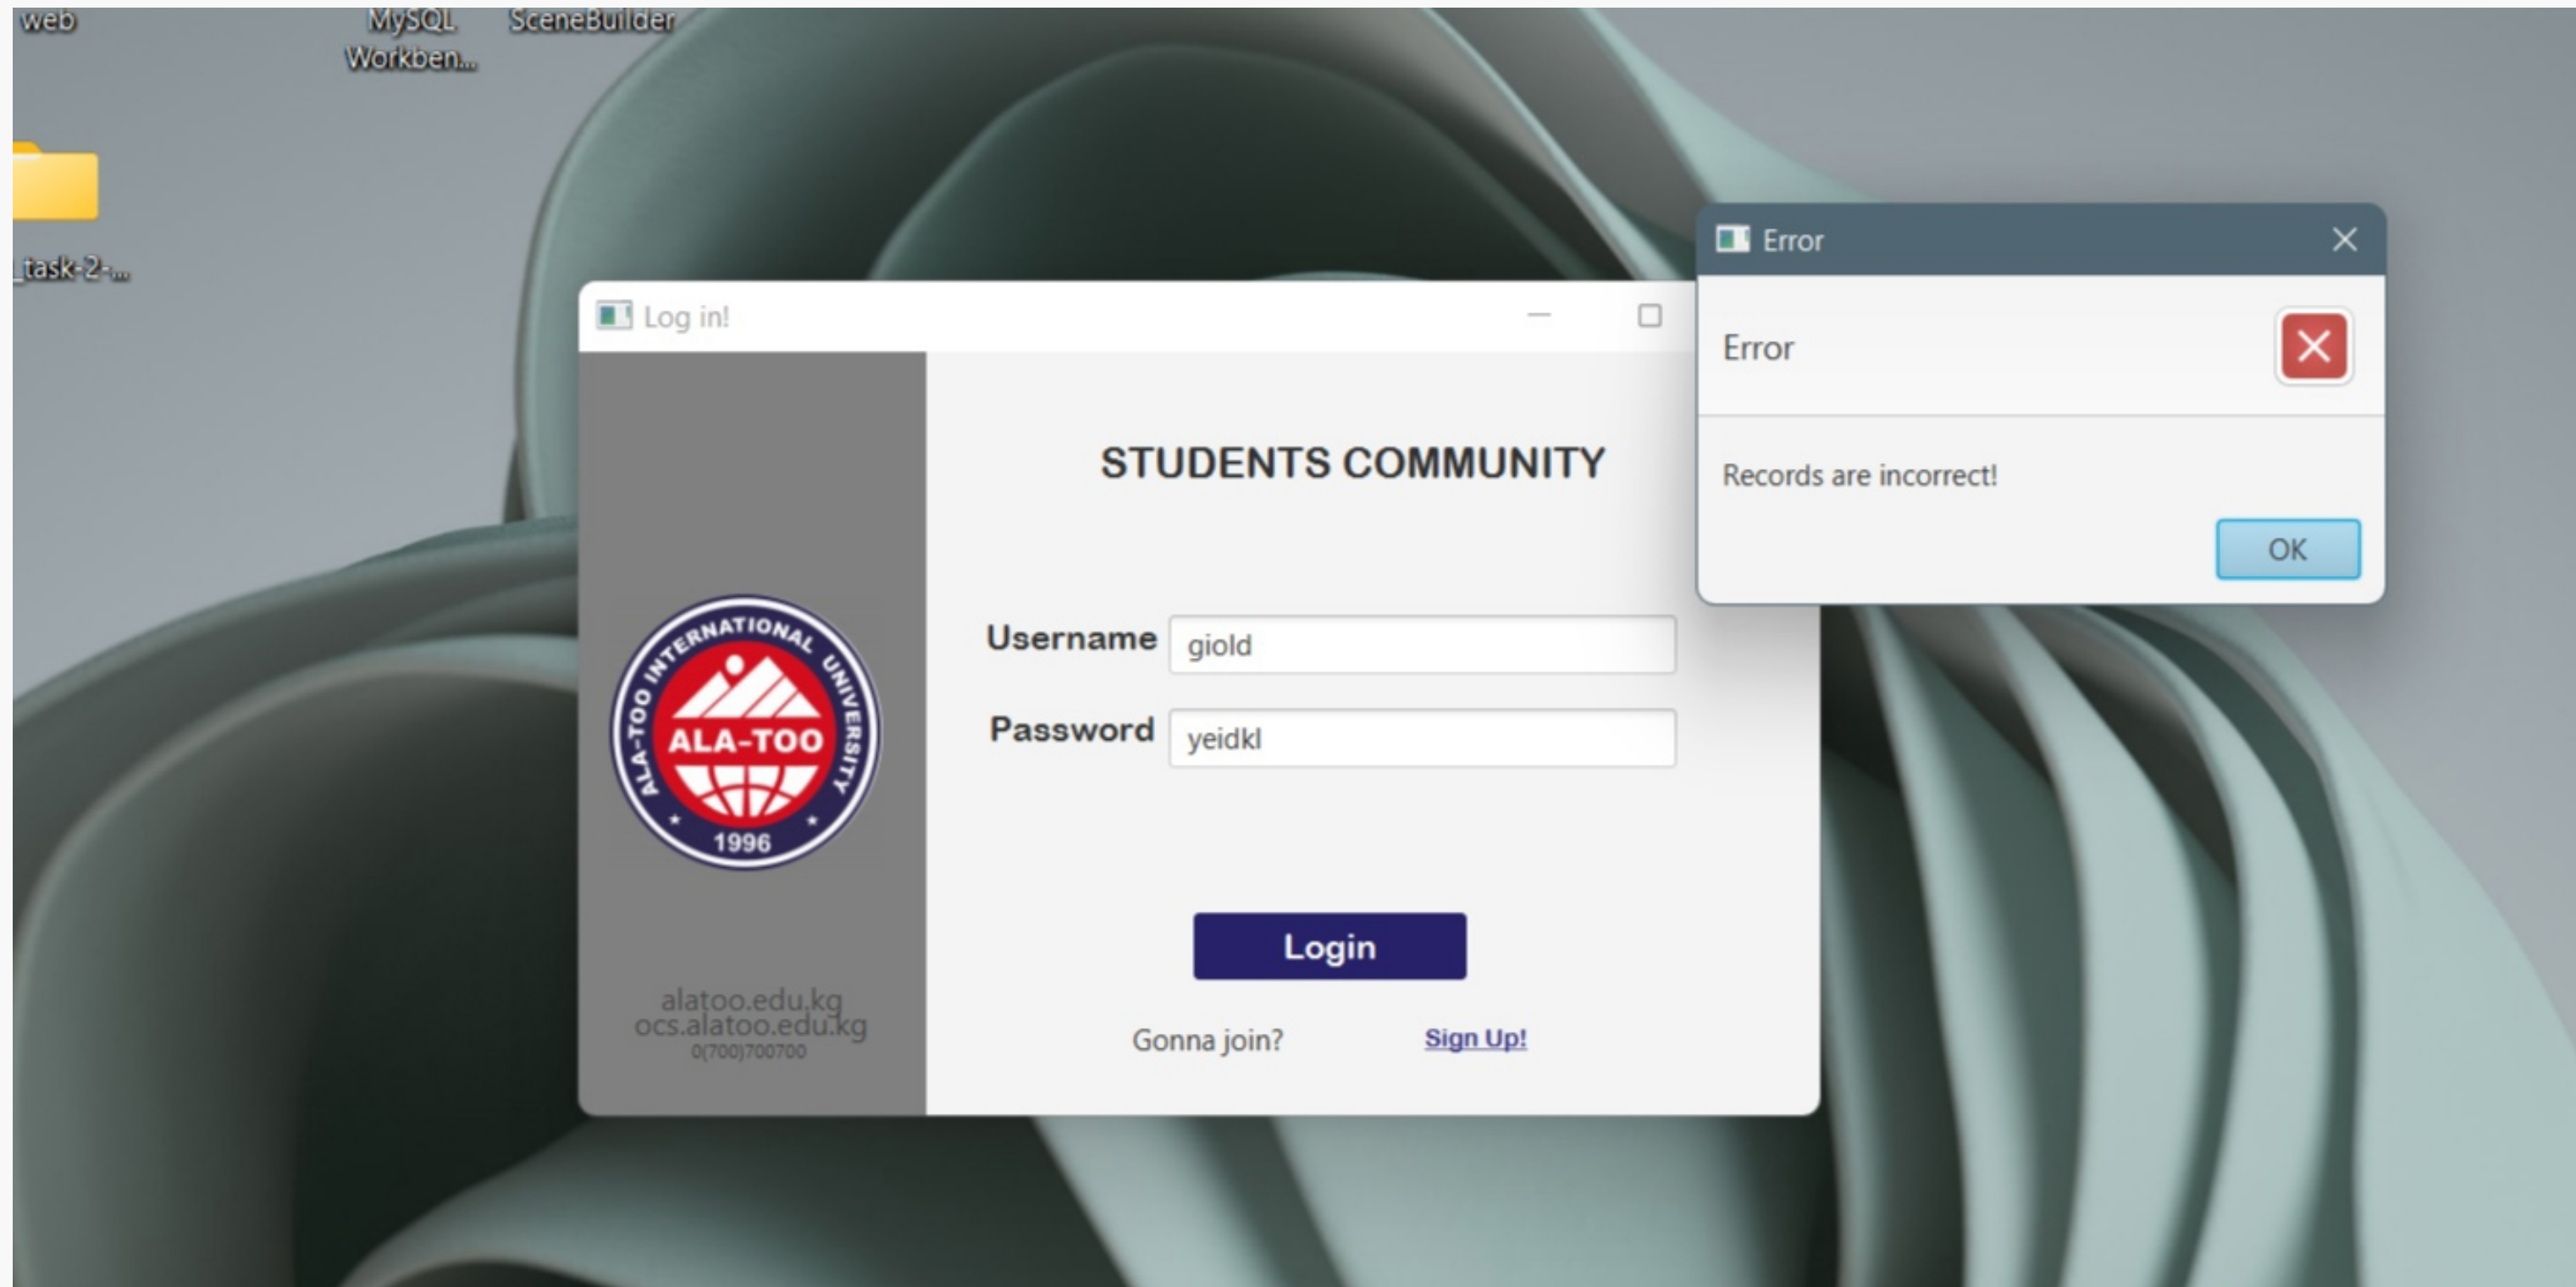 web
MySQL
Workben...
SceneBuilder
_task-2-...
Log in!
STUDENTS COMMUNITY
Username
giold
Password
yeidkl
Login
Gonna join?
Sign Up!
ALA-TOO INTERNATIONAL UNIVERSITY
ALA-TOO
1996
alatoo.edu.kg
ocs.alatoo.edu.kg
0(700)700700
Error
Error
Records are incorrect!
OK